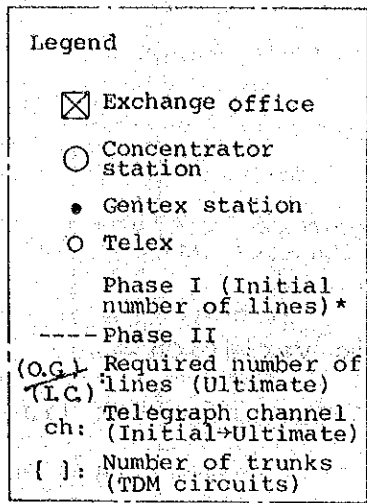 Legend
Exchange office
Concentrator
station
Gentex station
Telex
Phase I (Initial
number of lines)*
Phase II
(O.G.) Required number of
(I.C.): lines (Ultimate)
Telegraph channel
ch: (Initial→Ultimate)
[ ]: Number of trunks
(TDM circuits)